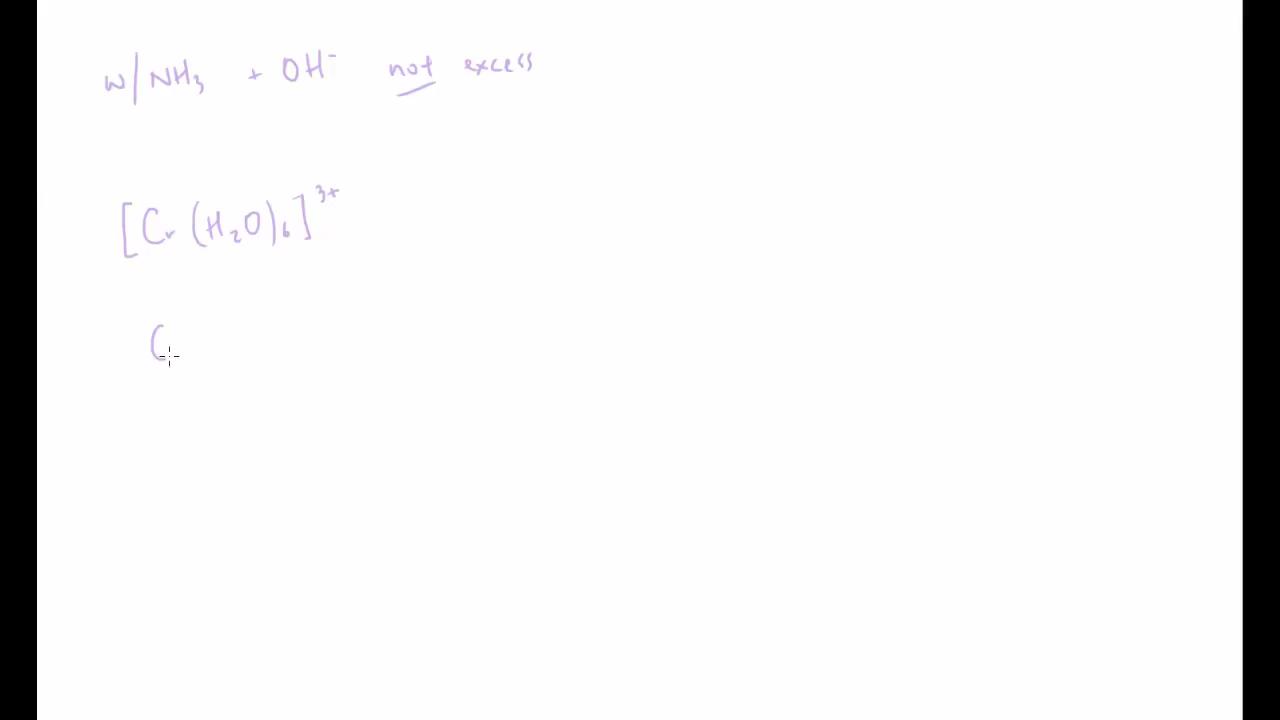 w/NH₃ + OH⁻ not excess
[Cr(H₂O)₆]³⁺
C